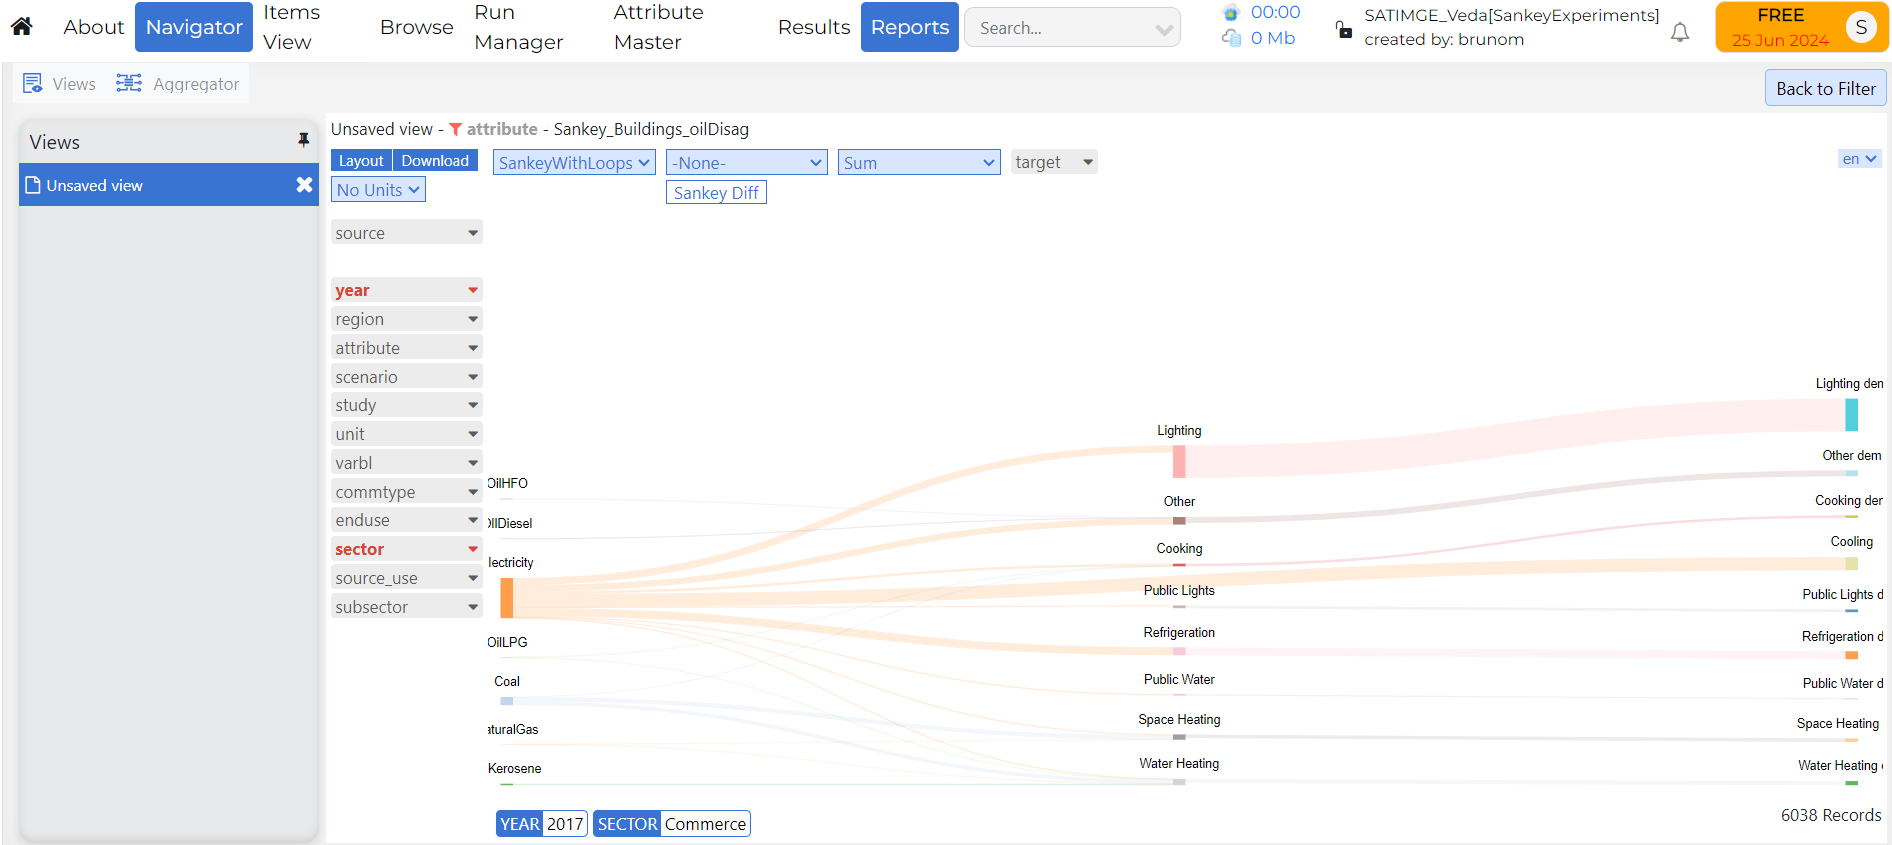 About
Navigator
Items View
Browse
Run Manager
Attribute Master
Results
Reports
Search...
00:00
0 Mb
SATIMGE_Veda[SankeyExperiments]
created by: brunom
FREE
25 Jun 2024
S
Views
Aggregator
Back to Filter
Views
Unsaved view
Unsaved view - attribute - Sankey_Buildings_oilDisag
Layout
Download
SankeyWithLoops
-None-
Sum
target
en
No Units
Sankey Diff
source
year
region
attribute
scenario
study
unit
varbl
commtype
enduse
sector
source_use
subsector
Lighting dem
Lighting
Other dem
OilHFO
Other
Cooking der
OilDiesel
Cooking
Cooling
lectricity
Public Lights
Public Lights d
Refrigeration
Refrigeration d
OilLPG
Coal
Public Water
Public Water d
Space Heating
Space Heating
aturalGas
Water Heating
Water Heating
Kerosene
YEAR 2017
SECTOR Commerce
6038 Records